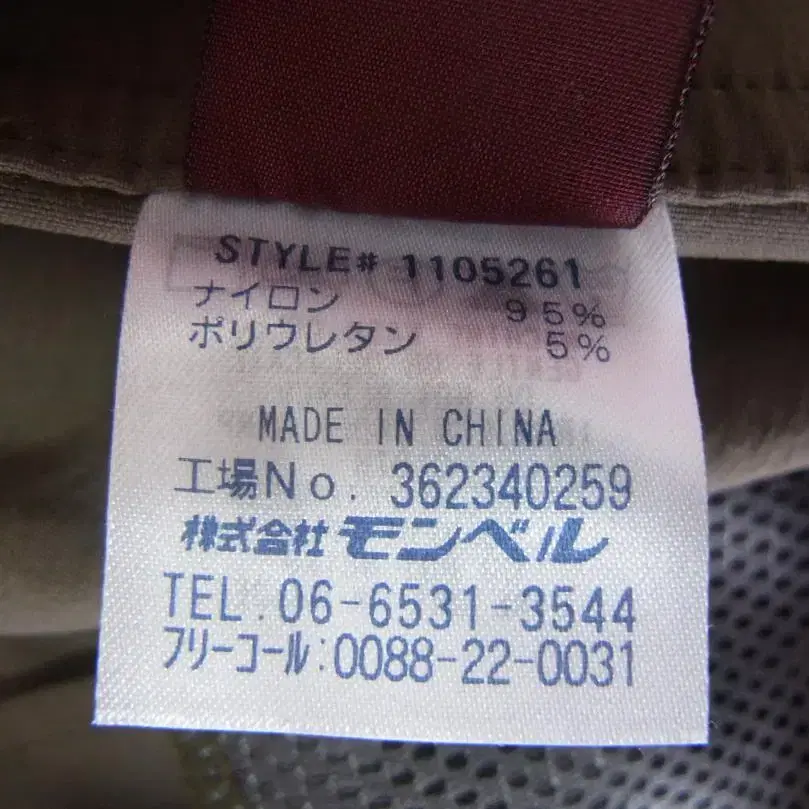 STYLE# 1105261
ナイロン 95%
ポリウレタン 5%
MADE IN CHINA
工場No. 362340259
株式会社モンベル
TEL.06-6531-3544
フリーコール:0088-22-0031